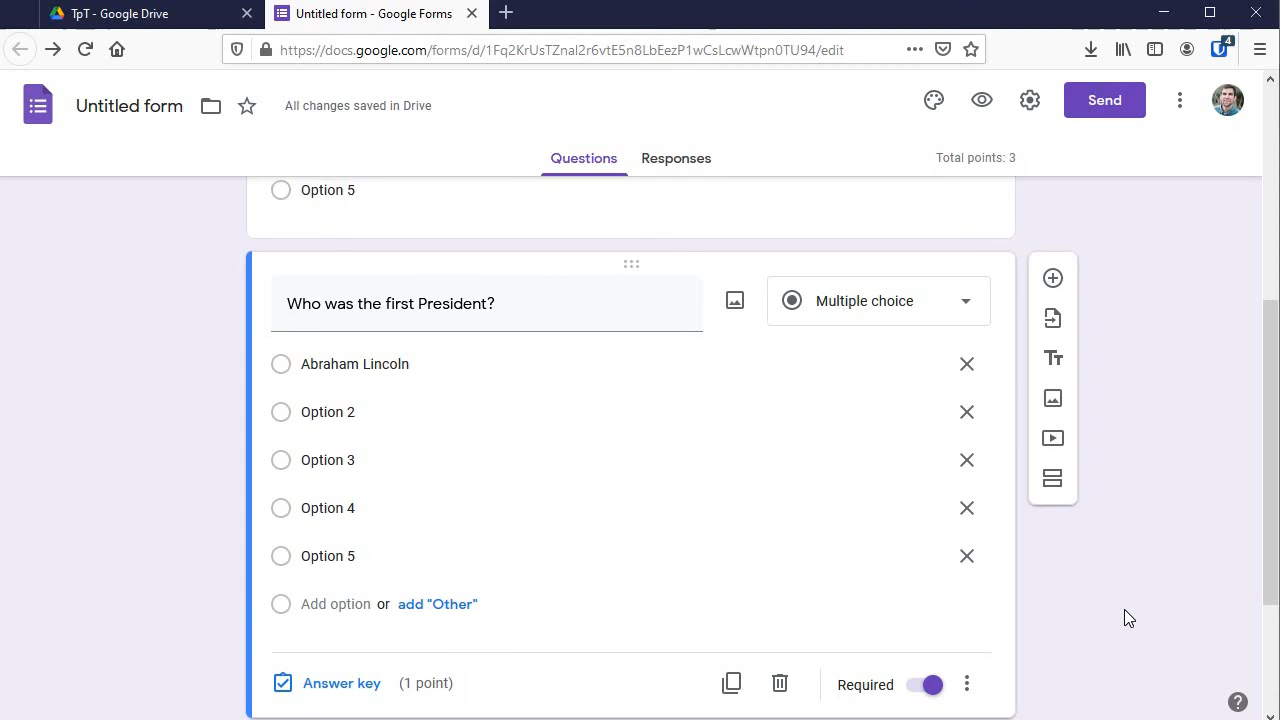 TpT - Google Drive
Untitled form - Google Forms
https://docs.google.com/forms/d/1Fq2KrUsTZnaI2r6vtE5n8LbEezP1wCsLcwWtpn0TU94/edit
4
Untitled form
All changes saved in Drive
Send
Questions
Responses
Total points: 3
Option 5
Who was the first President?
Multiple choice
Abraham Lincoln
Option 2
Option 3
Option 4
Option 5
Add option or add "Other"
Answer key (1 point)
Required